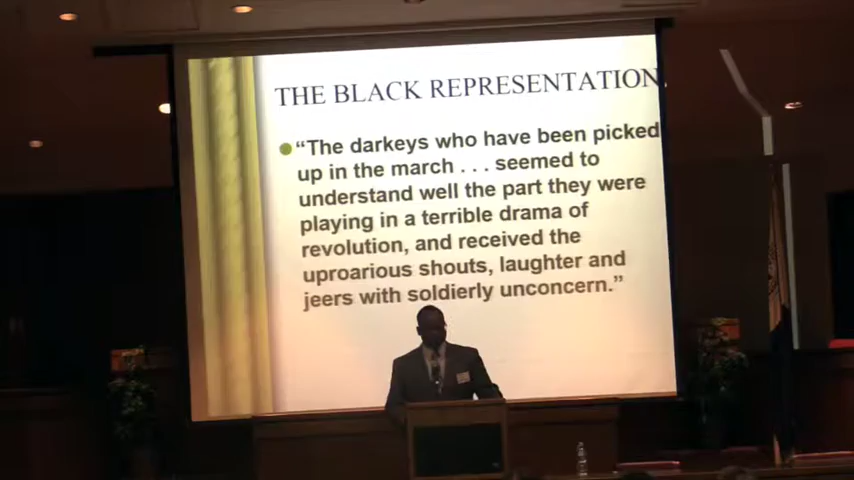 THE BLACK REPRESENTATION
“The darkeys who have been picked
up in the march . . . seemed to
understand well the part they were
playing in a terrible drama of
revolution, and received the
uproarious shouts, laughter and
jeers with soldierly unconcern.”